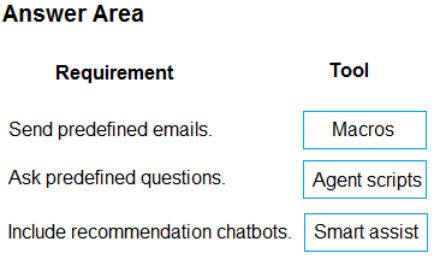 Answer Area
Requirement Tool
Send predefined emails. Macros
Ask predefined questions. Agent scripts
Include recommendation chatbots. Smart assist